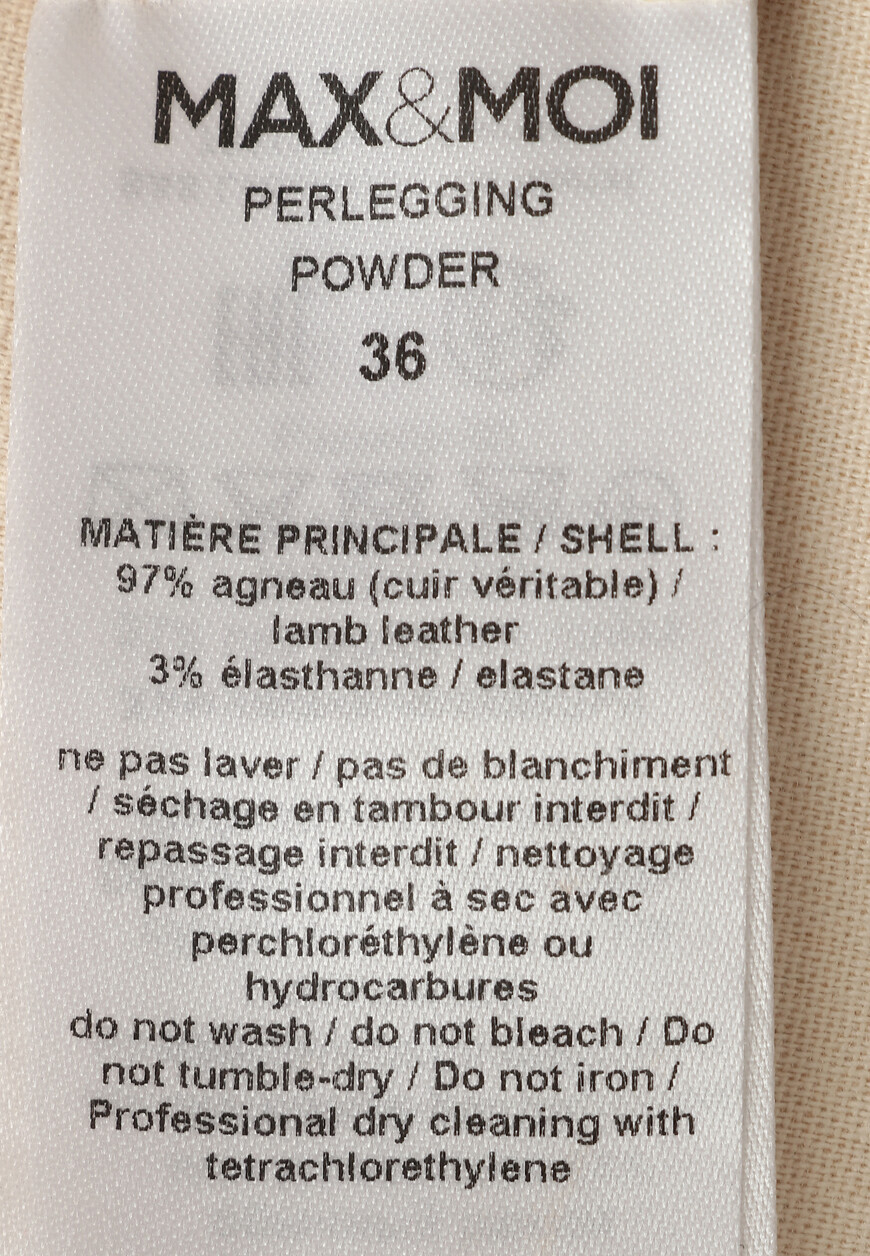 MAX&MOI
PERLEGGING
POWDER
36
MATIÈRE PRINCIPALE / SHELL :
97% agneau (cuir véritable) /
lamb leather
3% élasthanne / elastane
ne pas laver / pas de blanchiment
/ séchage en tambour interdit /
repassage interdit / nettoyage
professionnel à sec avec
perchloréthylène ou
hydrocarbures
do not wash / do not bleach / Do
not tumble-dry / Do not iron /
Professional dry cleaning with
tetrachlorethylene